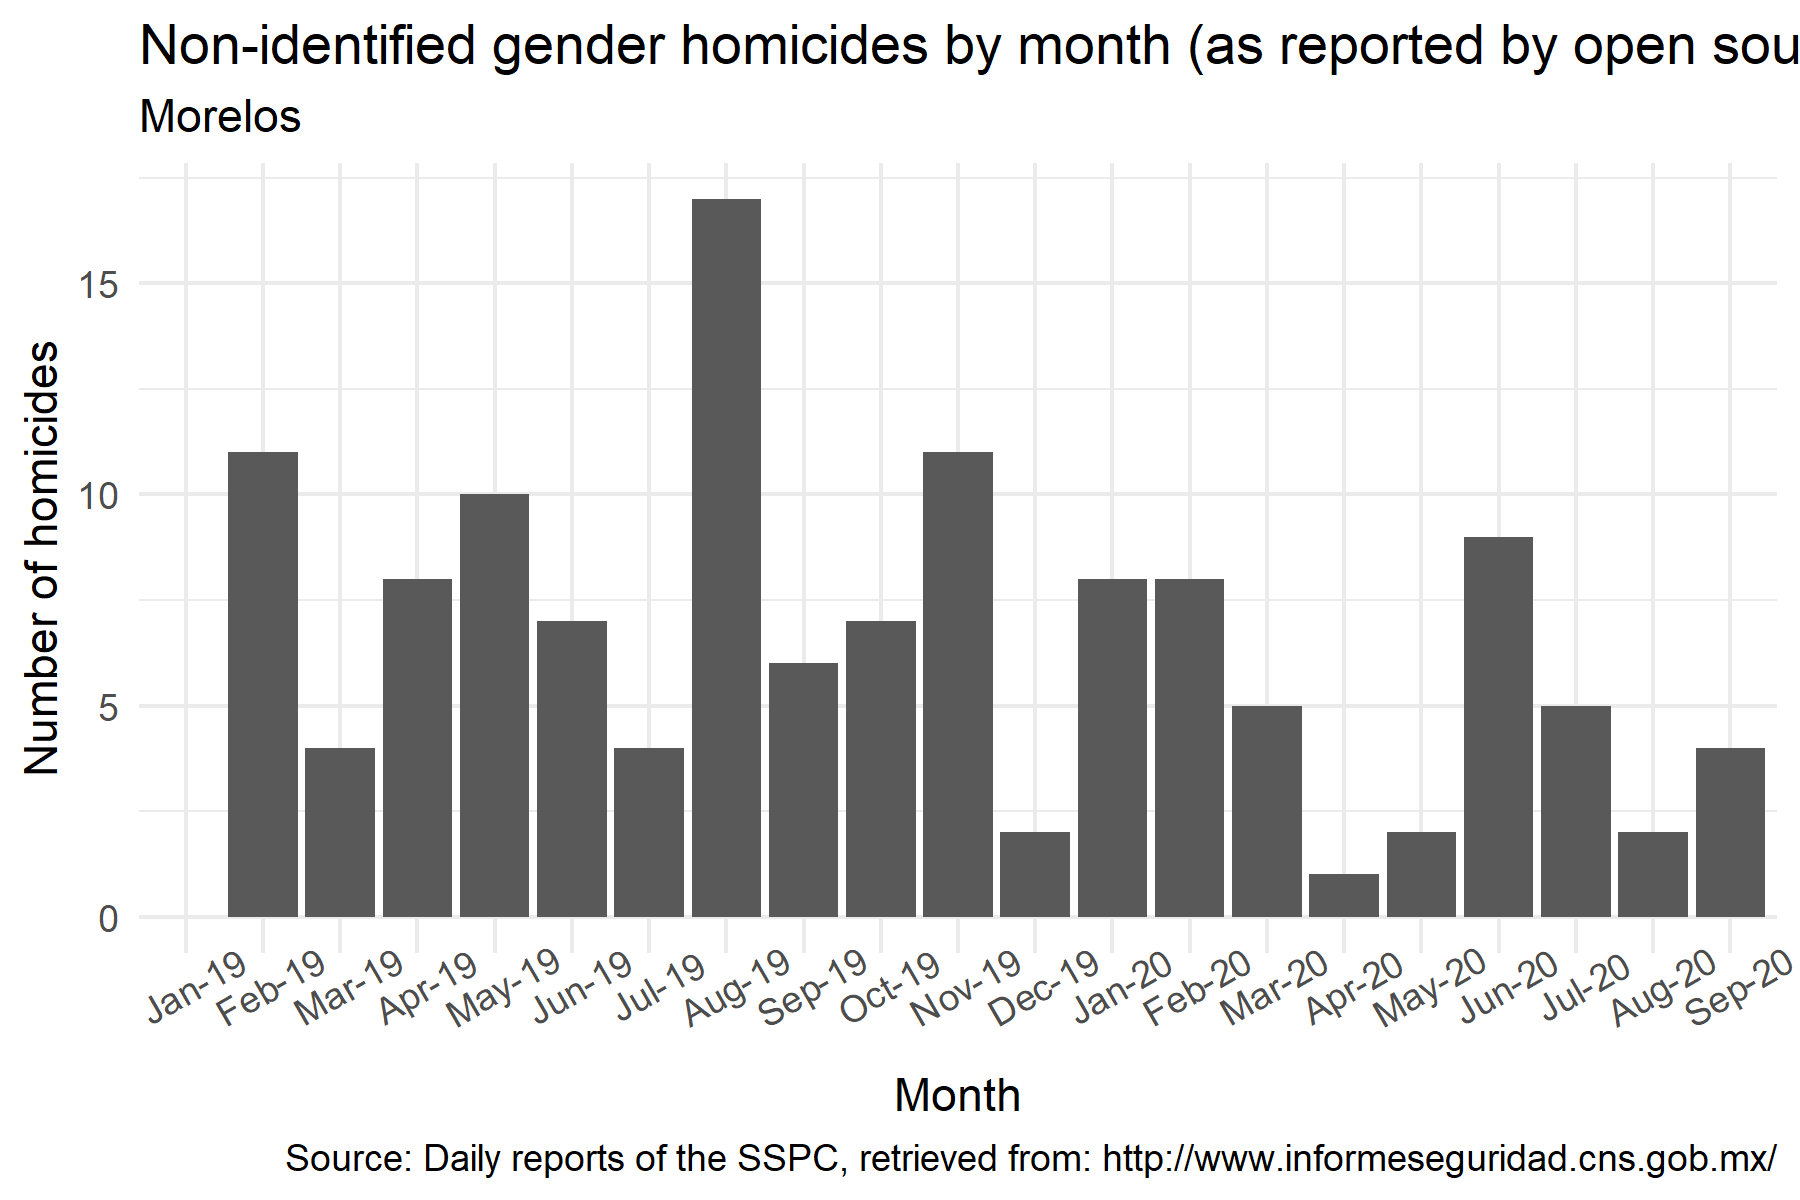 Non-identified gender homicides by month (as reported by open sou
Morelos
Number of homicides
15
10
5
0
Jan-19
Feb-19
Mar-19
Apr-19
May-19
Jun-19
Jul-19
Aug-19
Sep-19
Oct-19
Nov-19
Dec-19
Jan-20
Feb-20
Mar-20
Apr-20
May-20
Jun-20
Jul-20
Aug-20
Sep-20
Month
Source: Daily reports of the SSPC, retrieved from: http://www.informeseguridad.cns.gob.mx/